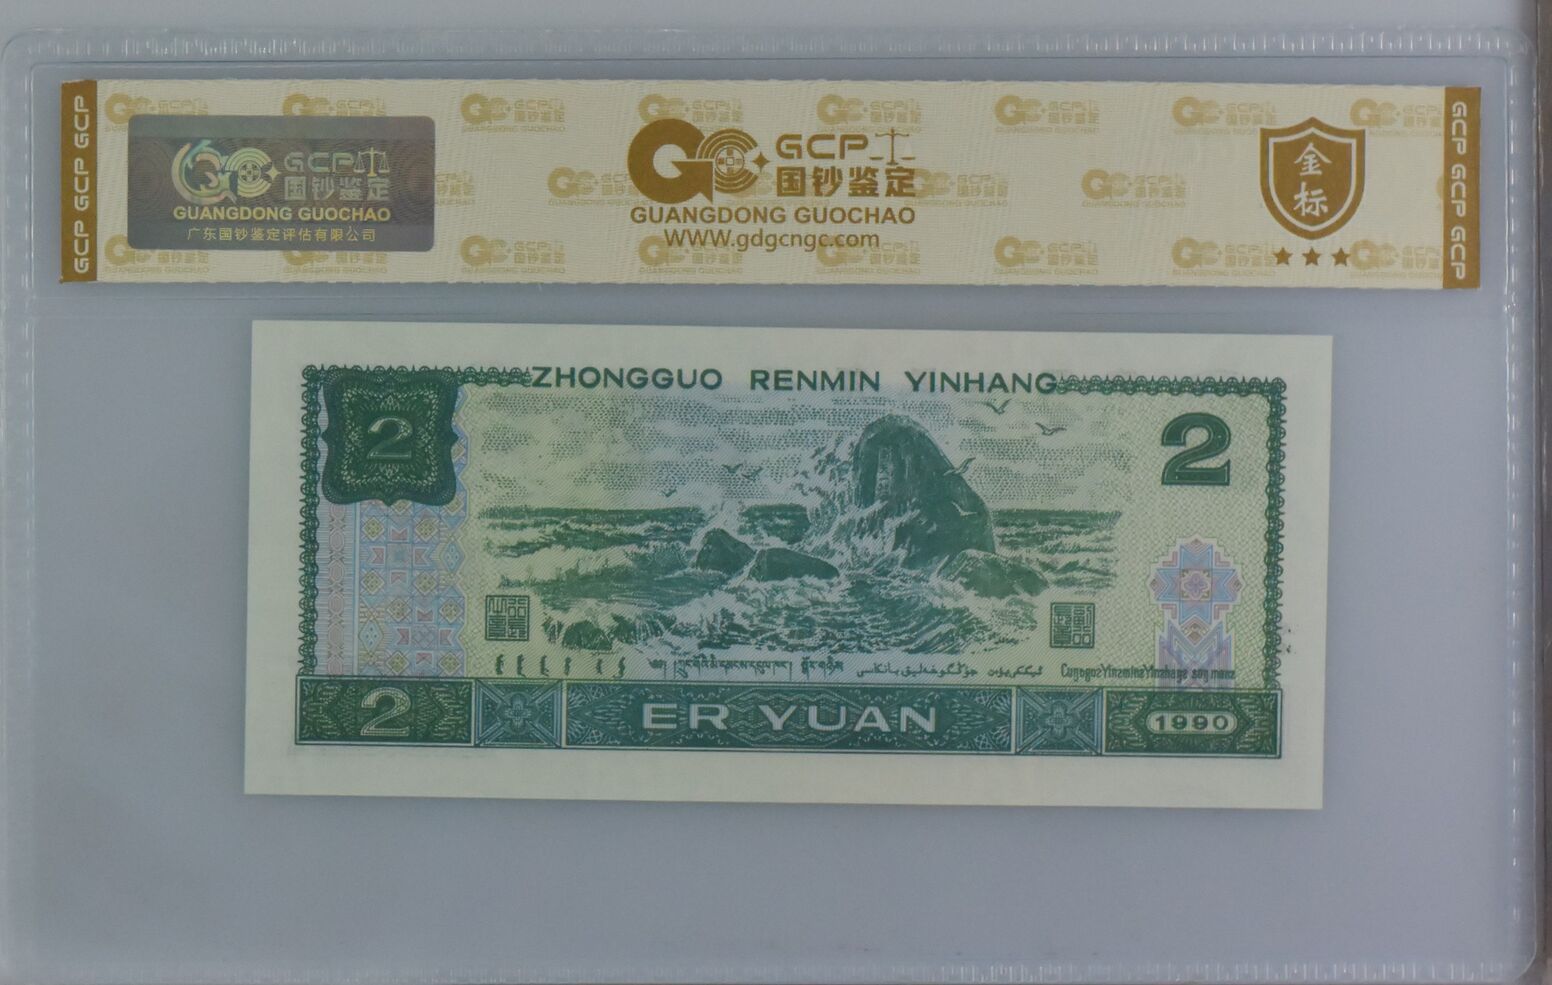 GCP GCP GCP
GCP
国钞鉴定
GUANGDONG GUOCHAO
广东国钞鉴定评估有限公司
GCP
国钞鉴定
GUANGDONG GUOCHAO
WWW.gdgcngc.com
金
标
GCP GCP GCP
ZHONGGUO RENMIN YINHANG
2
2
2
ER YUAN
1990